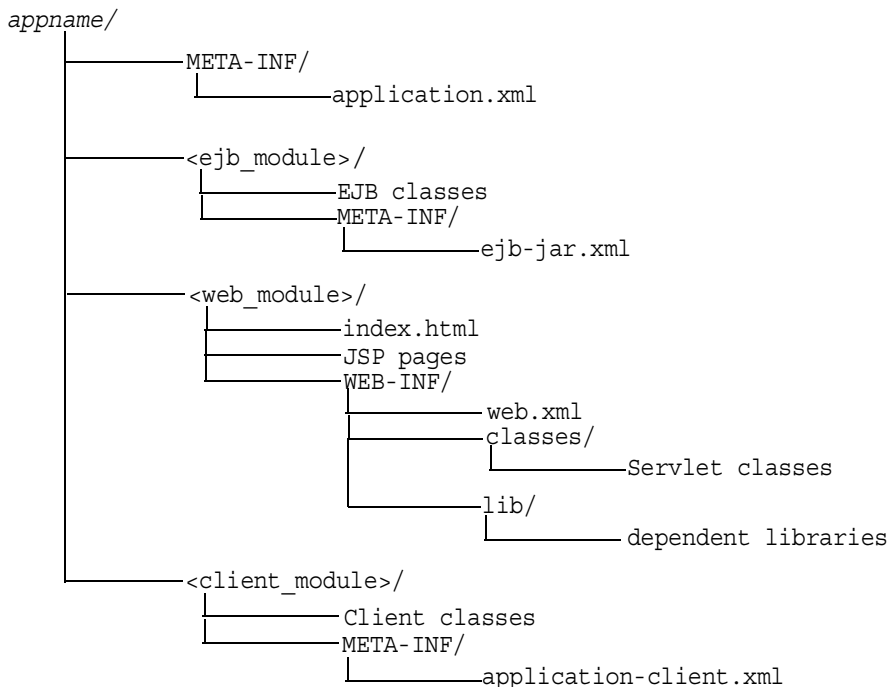 appname/
META-INF/
application.xml
<ejb_module>/
EJB classes
META-INF/
ejb-jar.xml
<web_module>/
index.html
JSP pages
WEB-INF/
web.xml
classes/
Servlet classes
lib/
dependent libraries
<client_module>/
Client classes
META-INF/
application-client.xml